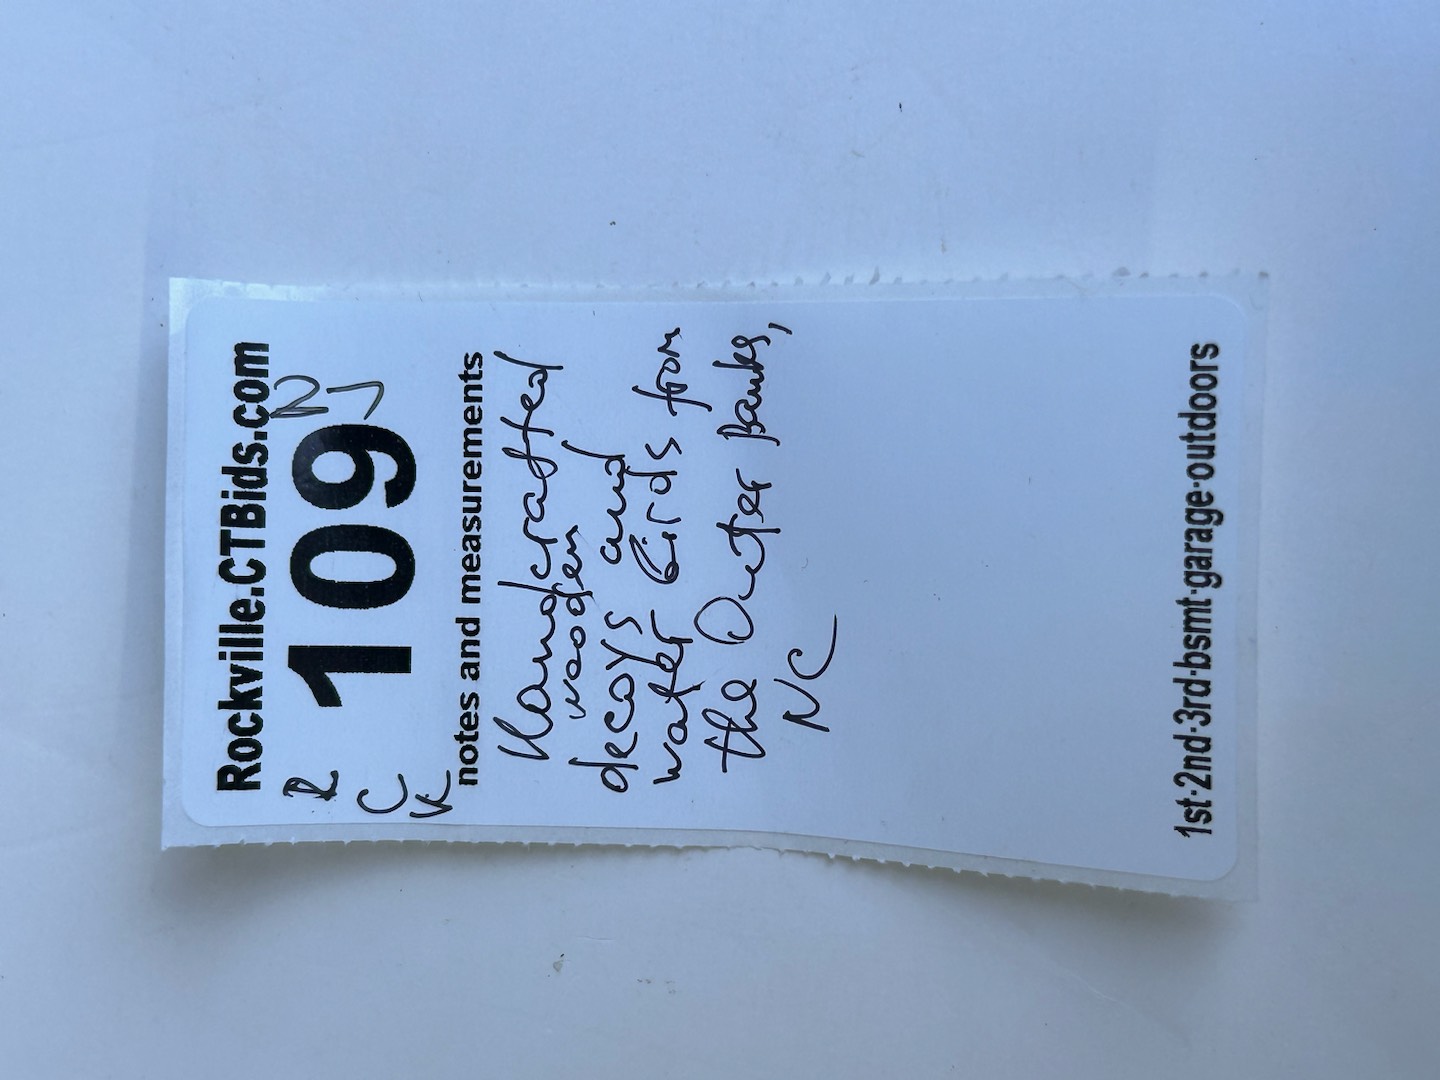 Rockville.CTBids.com
R
C
K
109
N
J
notes and measurements
Handcrafted
wooden
decoys and
water birds from
the Outer Banks,
NC
1st·2nd·3rd·bsmt·garage·outdoors